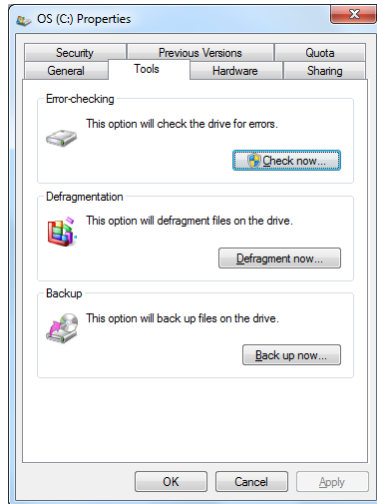 OS (C:) Properties
Security Previous Versions Quota
General Tools Hardware Sharing
Error-checking
This option will check the drive for errors.
Check now...
Defragmentation
This option will defragment files on the drive.
Defragment now...
Backup
This option will back up files on the drive.
Back up now...
OK Cancel Apply